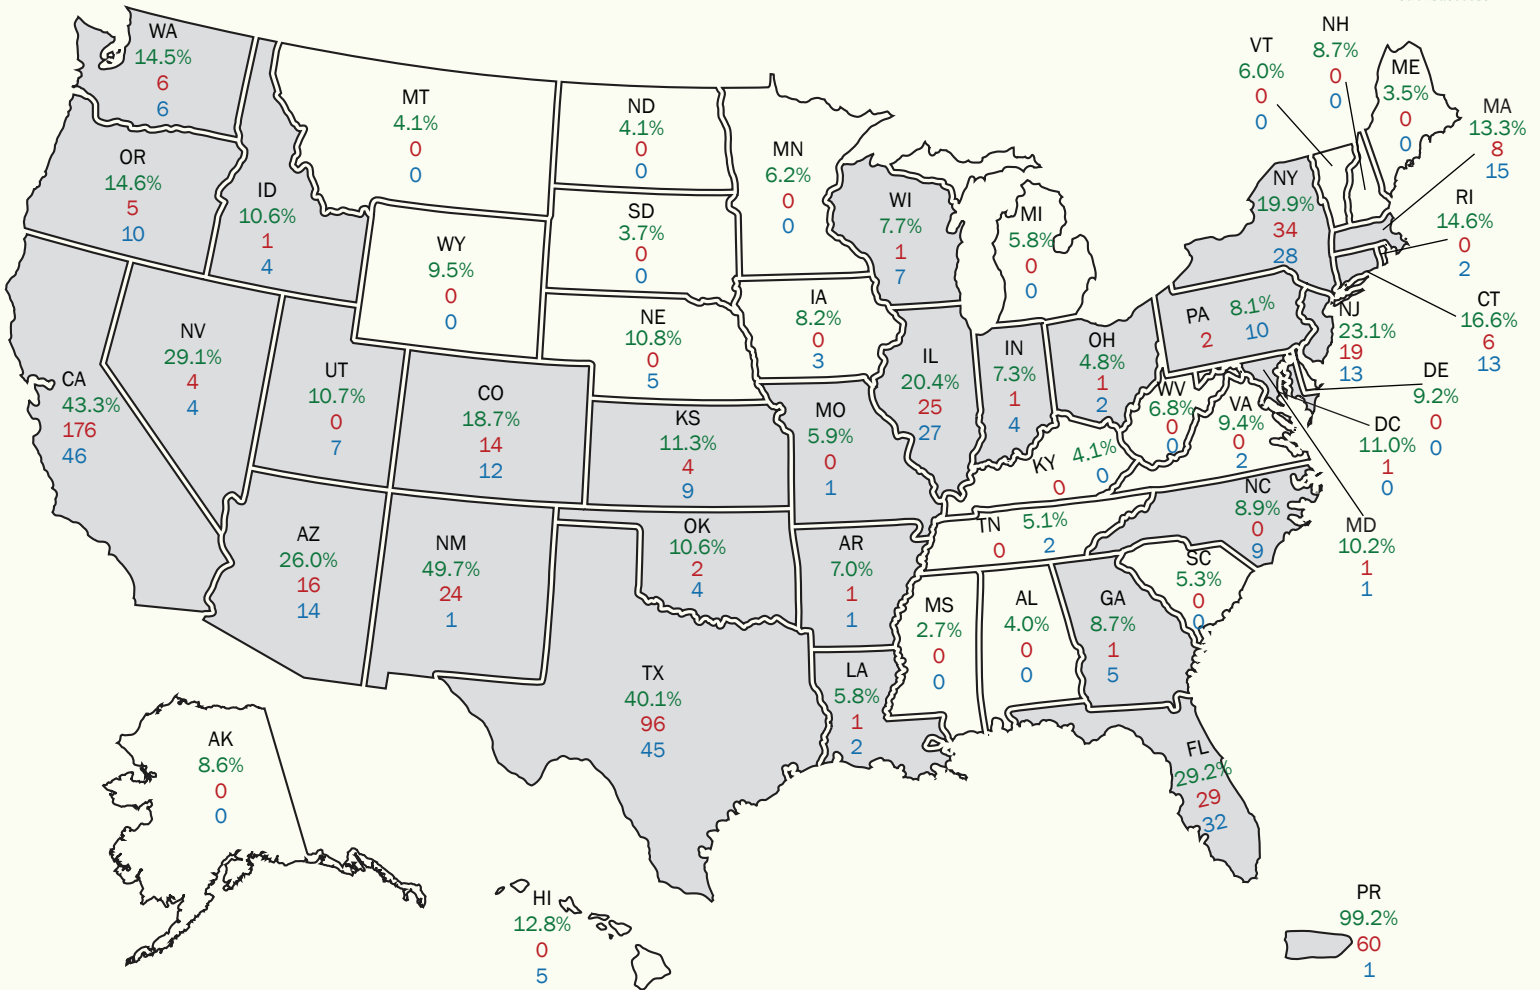 WA
14.5%
6
6
OR
14.6%
5
10
CA
43.3%
176
46
ID
10.6%
1
4
NV
29.1%
4
4
UT
10.7%
0
7
AZ
26.0%
16
14
MT
4.1%
0
0
WY
9.5%
0
0
CO
18.7%
14
12
NM
49.7%
24
1
ND
4.1%
0
0
SD
3.7%
0
0
NE
10.8%
0
5
KS
11.3%
4
9
OK
10.6%
2
4
TX
40.1%
96
45
MN
6.2%
0
0
IA
8.2%
0
3
MO
5.9%
0
1
AR
7.0%
1
1
LA
5.8%
1
2
WI
7.7%
1
7
IL
20.4%
25
27
MI
5.8%
0
0
IN
7.3%
1
4
OH
4.8%
1
2
KY 4.1%
0 0
TN 5.1%
0 2
MS
2.7%
0
0
AL
4.0%
0
0
GA
8.7%
1
5
FL
29.2%
29
32
SC
5.3%
0
0
NC
8.9%
0
9
VA
9.4%
0
2
WV
6.8%
0
0
PA 8.1%
2 10
NY
19.9%
34
28
VT
6.0%
0
0
NH
8.7%
0
0
ME
3.5%
0
0
MA
13.3%
8
15
RI
14.6%
0
2
CT
16.6%
6
13
NJ
23.1%
19
13
DE
9.2%
0
0
DC
11.0%
1
0
MD
10.2%
1
1
AK
8.6%
0
0
HI
12.8%
0
5
PR
99.2%
60
1